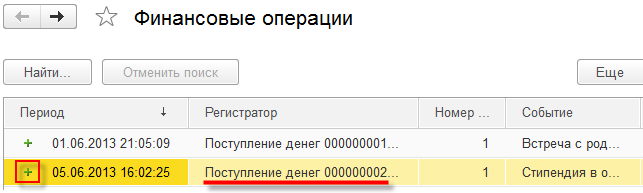 Финансовые операции
Найти... Отменить поиск Еще
Период ↓ Регистратор Номер ... Событие
+ 01.06.2013 21:05:09 Поступление денег 000000001... 1 Встреча с род...
+ 05.06.2013 16:02:25 Поступление денег 000000002... 1 Стипендия в о...